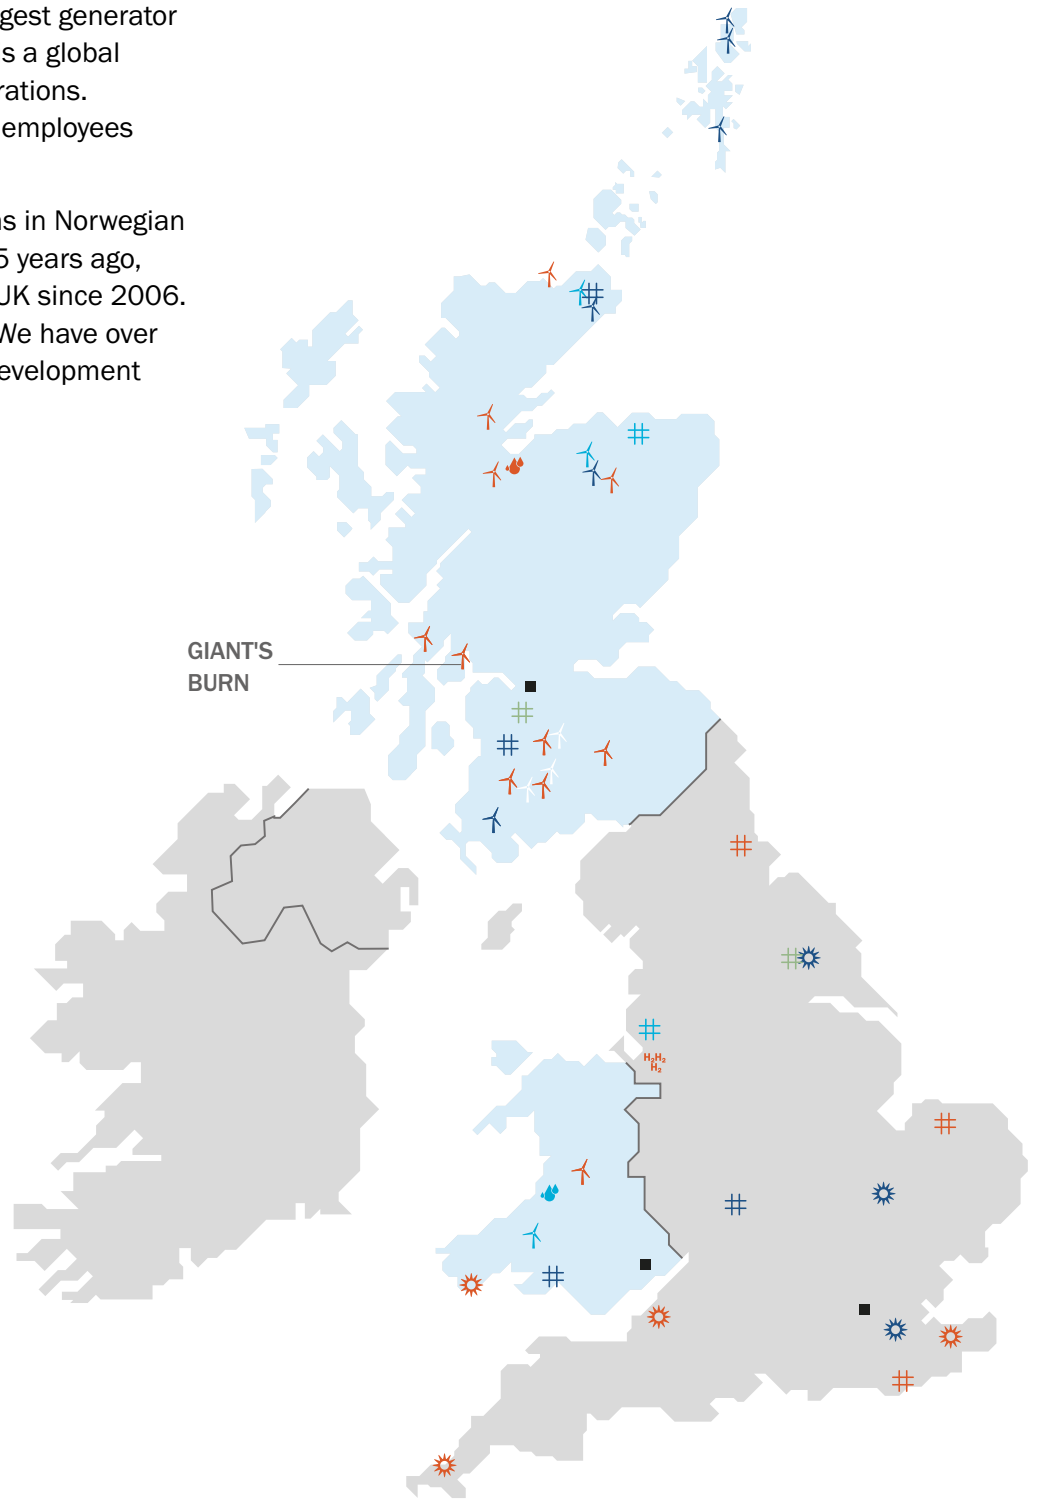 gest generator
s a global
rations.
employees
s in Norwegian
5 years ago,
UK since 2006.
We have over
evelopment
GIANT'S
BURN
H₂H₂
H₂